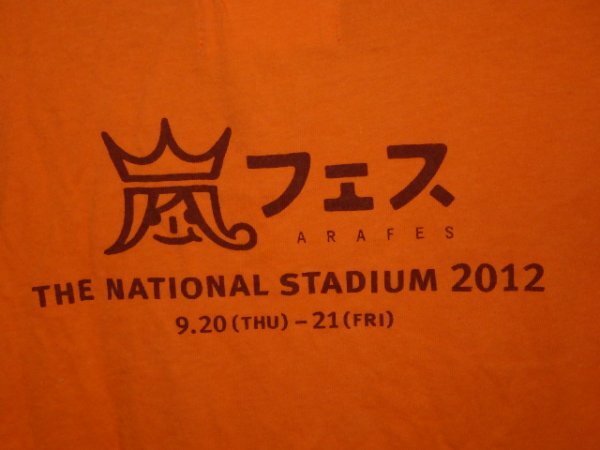 嵐フェス
ARAFES
THE NATIONAL STADIUM 2012
9.20(THU)–21(FRI)